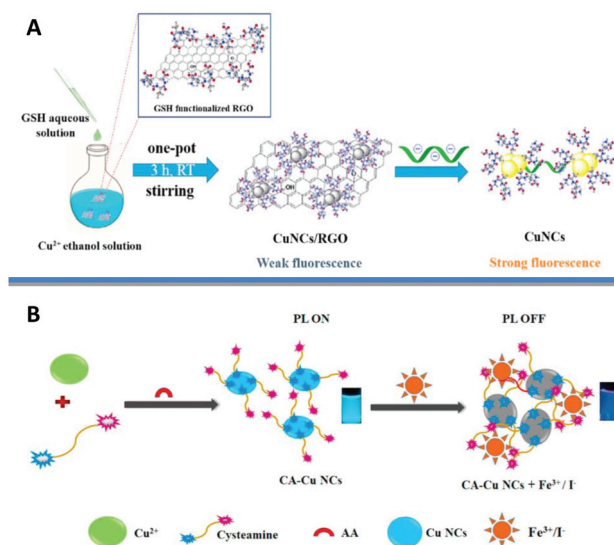 A
GSH functionalized RGO
GSH aqueous
solution
one-pot
3 h, RT
stirring
Cu²⁺ ethanol solution
CuNCs/RGO
CuNCs
Weak fluorescence
Strong fluorescence
B
PL ON
PL OFF
CA-Cu NCs
CA-Cu NCs + Fe³⁺/ I⁻
Cu²⁺
Cysteamine
AA
Cu NCs
Fe³⁺/I⁻